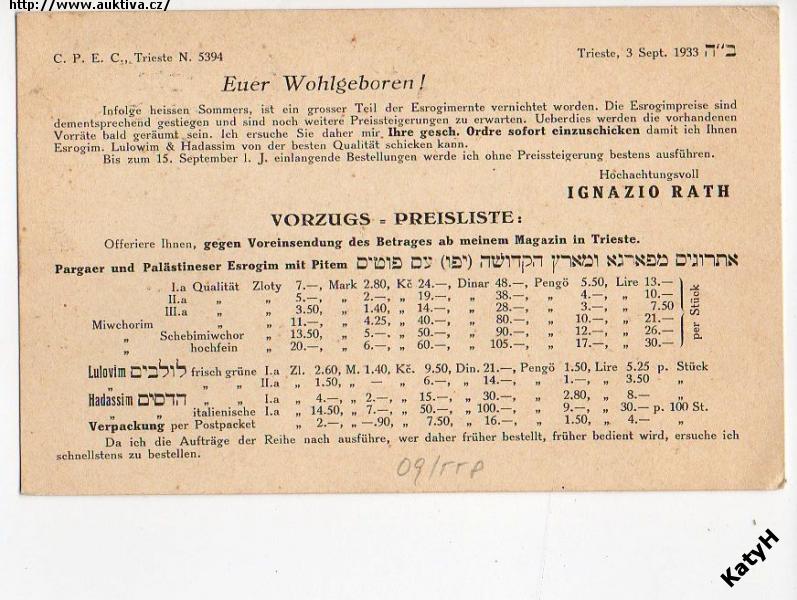 http://www.auktiva.cz/
C. P. E. C., Trieste N. 5394
Trieste, 3 Sept. 1933 ב״ה
Euer Wohlgeboren!
Infolge heissen Sommers, ist ein grosser Teil der Esrogimernte vernichtet worden. Die Esrogimpreise sind
dementsprechend gestiegen und sind noch weitere Preissteigerungen zu erwarten. Ueberdies werden die vorhandenen
Vorräte bald geräumt sein. Ich ersuche Sie daher mir Ihre gesch. Ordre sofort einzuschicken damit ich Ihnen
Esrogim. Lulowim & Hadassim von der besten Qualität schicken kann.
Bis zum 15. September l. J. einlangende Bestellungen werde ich ohne Preissteigerung bestens ausführen.
Hochachtungsvoll
IGNAZIO RATH
VORZUGS = PREISLISTE:
Offeriere Ihnen, gegen Voreinsendung des Betrages ab meinem Magazin in Trieste.
Pargaer und Palästineser Esrogim mit Pitem אתרוגים מפארגא ומארץ הקדושה (יפו) עם פוטים
I.a Qualität Zloty 7.—, Mark 2.80, Kč 24.—, Dinar 48.—, Pengö 5.50, Lire 13.—
II.a „ „ 5.—, „ 2.—, „ 19.—, „ 38.—, „ 4.—, „ 10.—
III.a „ „ 3.50, „ 1.40, „ 14.—, „ 28.—, „ 3.—, „ 7.50
Miwchorim „ 11.—, „ 4.25, „ 40.—, „ 80.—, „ 10.—, „ 21.—
„ Schebimiwchor „ 13.50, „ 5.—, „ 50.—, „ 90.—, „ 12.—, „ 26.—
„ hochfein „ 20.—, „ 6.—, „ 60.—, „ 105.—, „ 17.—, „ 30.—
per Stück
Lulovim לולבים frisch grüne I.a Zl. 2.60, M. 1.40, Kč. 9.50, Din. 21.—, Pengö 1.50, Lire 5.25 p. Stück
„ „ „ II.a „ 1.50, „ — „ 6.—, „ 14.—, „ 1.—, „ 3.50 „
Hadassim הדסים „ „ I.a „ 4.—, „ 2.—, „ 15.—, „ 30.—, „ 2.80, „ 8.— „
„ „ italienische I.a „ 14.50, „ 7.—, „ 50.—, „ 100.—, „ 9.—, „ 30.— p. 100 St.
Verpackung per Postpacket „ 2.—, „ —.90, „ 7.50, „ 16.—, „ 1.50, „ 4.— „
Da ich die Aufträge der Reihe nach ausführe, wer daher früher bestellt, früher bedient wird, ersuche ich
schnellstens zu bestellen.
KatyH